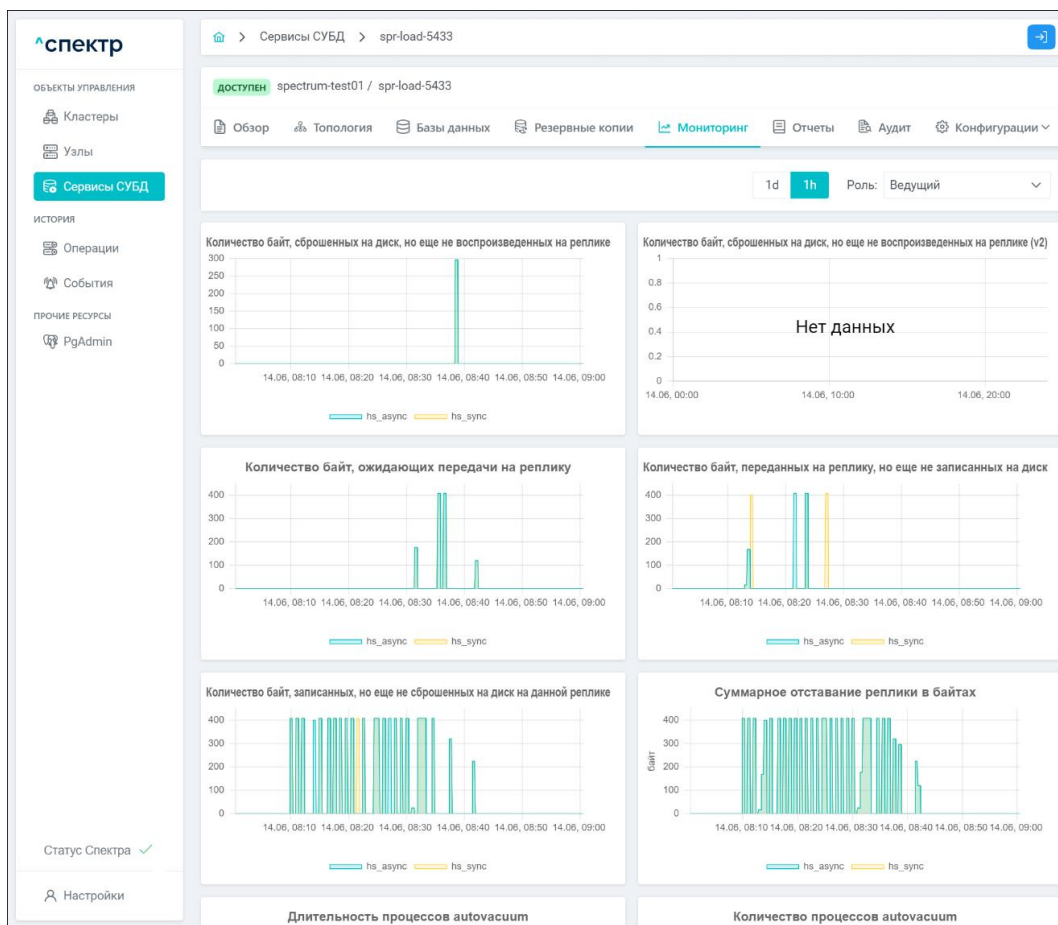 ^спектр
ОБЪЕКТЫ УПРАВЛЕНИЯ
Кластеры
Узлы
Сервисы СУБД
ИСТОРИЯ
Операции
События
ПРОЧИЕ РЕСУРСЫ
PgAdmin
Статус Спектра
Настройки
> Сервисы СУБД > spr-load-5433
ДОСТУПЕН spectrum-test01 / spr-load-5433
Обзор Топология Базы данных Резервные копии Мониторинг Отчеты Аудит Конфигурации
1d 1h Роль: Ведущий
Количество байт, сброшенных на диск, но еще не воспроизведенных на реплике
300
250
200
150
100
50
0
14.06, 08:10 14.06, 08:20 14.06, 08:30 14.06, 08:40 14.06, 08:50 14.06, 09:00
hs_async hs_sync
Количество байт, сброшенных на диск, но еще не воспроизведенных на реплике (v2)
1
0.8
0.6
0.4
0.2
0
Нет данных
14.06, 00:00 14.06, 10:00 14.06, 20:00
Количество байт, ожидающих передачи на реплику
400
300
200
100
0
14.06, 08:10 14.06, 08:20 14.06, 08:30 14.06, 08:40 14.06, 08:50 14.06, 09:00
hs_async hs_sync
Количество байт, переданных на реплику, но еще не записанных на диск
400
300
200
100
0
14.06, 08:10 14.06, 08:20 14.06, 08:30 14.06, 08:40 14.06, 08:50 14.06, 09:00
hs_async hs_sync
Количество байт, записанных, но еще не сброшенных на диск на данной реплике
400
300
200
100
0
14.06, 08:10 14.06, 08:20 14.06, 08:30 14.06, 08:40 14.06, 08:50 14.06, 09:00
hs_async hs_sync
Суммарное отставание реплики в байтах
байт
400
300
200
100
0
14.06, 08:10 14.06, 08:20 14.06, 08:30 14.06, 08:40 14.06, 08:50 14.06, 09:00
hs_async hs_sync
Длительность процессов autovacuum
Количество процессов autovacuum